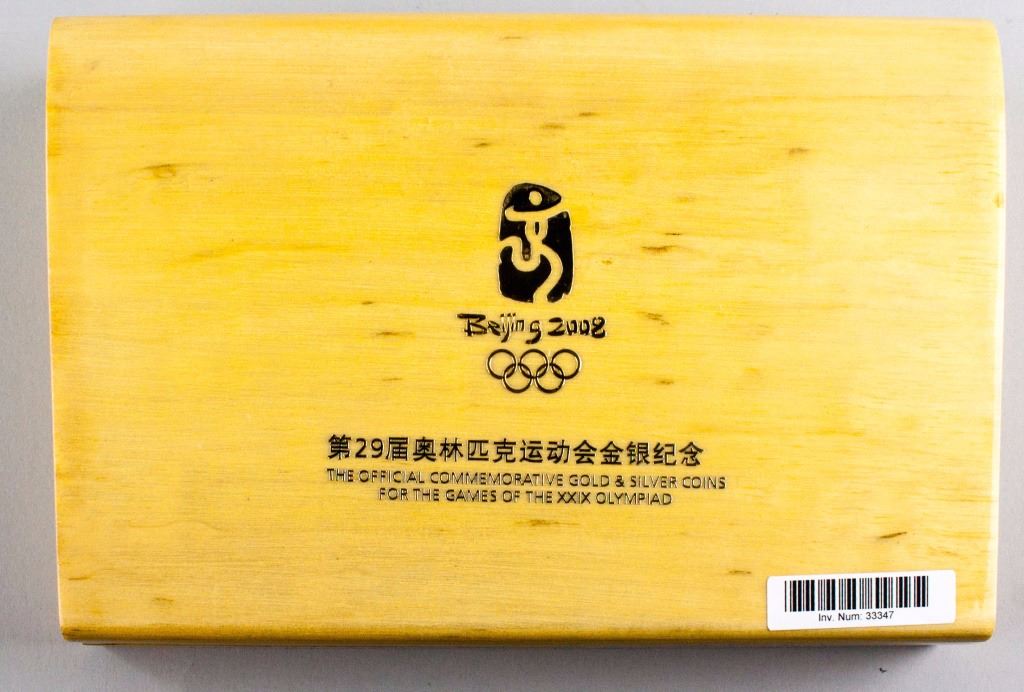 Beijing 2008
第29届奥林匹克运动会金银纪念
THE OFFICIAL COMMEMORATIVE GOLD & SILVER COINS
FOR THE GAMES OF THE XXIX OLYMPIAD
Inv. Num: 33347